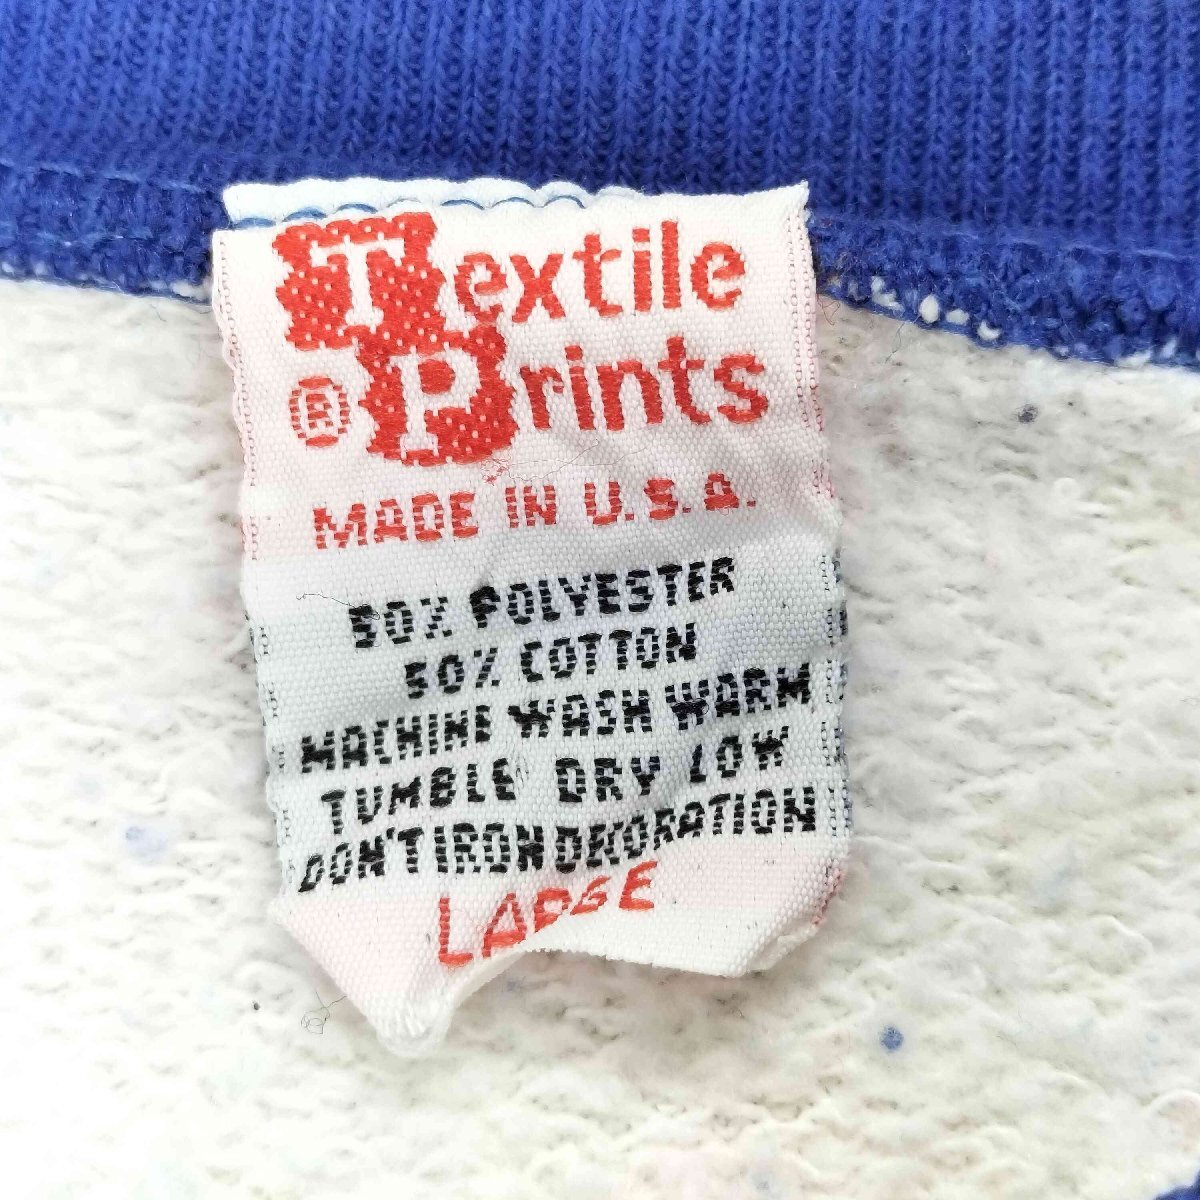 Textile
® Prints
MADE IN U.S.A.
50% POLYESTER
50% COTTON
MACHINE WASH WARM
TUMBLE DRY LOW
DON'T IRON DECORATION
LARGE